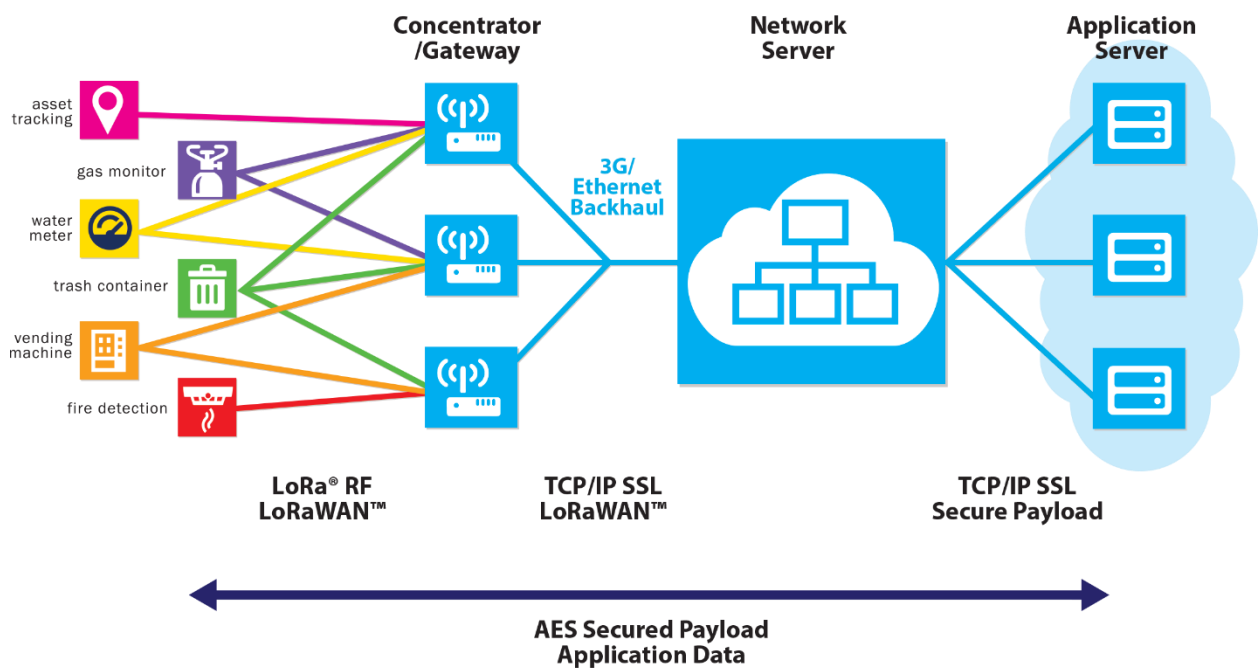 Concentrator
/Gateway
Network
Server
Application
Server
asset
tracking
gas monitor
water
meter
trash container
vending
machine
fire detection
3G/
Ethernet
Backhaul
LoRa® RF
LoRaWAN™
TCP/IP SSL
LoRaWAN™
TCP/IP SSL
Secure Payload
AES Secured Payload
Application Data